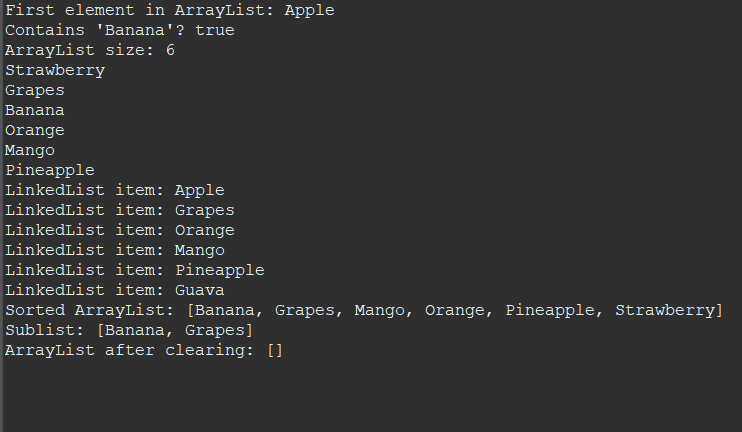 First element in ArrayList: Apple
Contains 'Banana'? true
ArrayList size: 6
Strawberry
Grapes
Banana
Orange
Mango
Pineapple
LinkedList item: Apple
LinkedList item: Grapes
LinkedList item: Orange
LinkedList item: Mango
LinkedList item: Pineapple
LinkedList item: Guava
Sorted ArrayList: [Banana, Grapes, Mango, Orange, Pineapple, Strawberry]
Sublist: [Banana, Grapes]
ArrayList after clearing: []